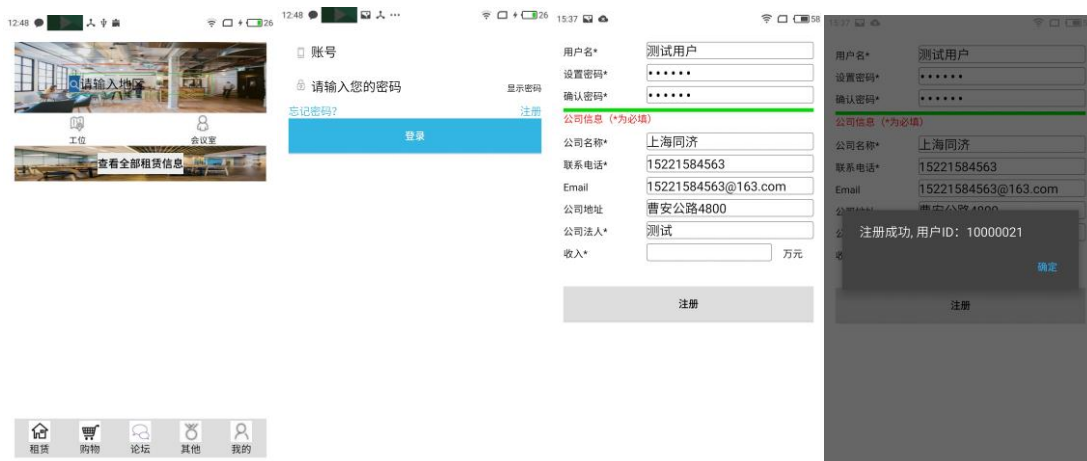 12:48
26
请输入地区
工位
会议室
查看全部租赁信息
租赁
购物
论坛
其他
我的
12:48
26
账号
请输入您的密码
显示密码
忘记密码?
注册
登录
15:37
58
用户名*
测试用户
设置密码*
••••••
确认密码*
••••••
公司信息（*为必填）
公司名称*
上海同济
联系电话*
15221584563
Email
15221584563@163.com
公司地址
曹安公路4800
公司法人*
测试
收入*
万元
注册
15:37
用户名*
测试用户
设置密码*
••••••
确认密码*
••••••
公司信息（*为必填）
公司名称*
上海同济
联系电话*
15221584563
Email
15221584563@163.com
注册成功, 用户ID：10000021
确定
注册